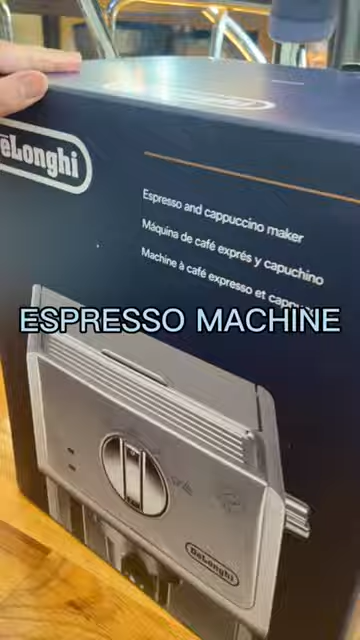 DeLonghi
Espresso and cappuccino maker
Máquina de café exprés y capuchino
Machine à café expresso et
ESPRESSO MACHINE
DeLonghi